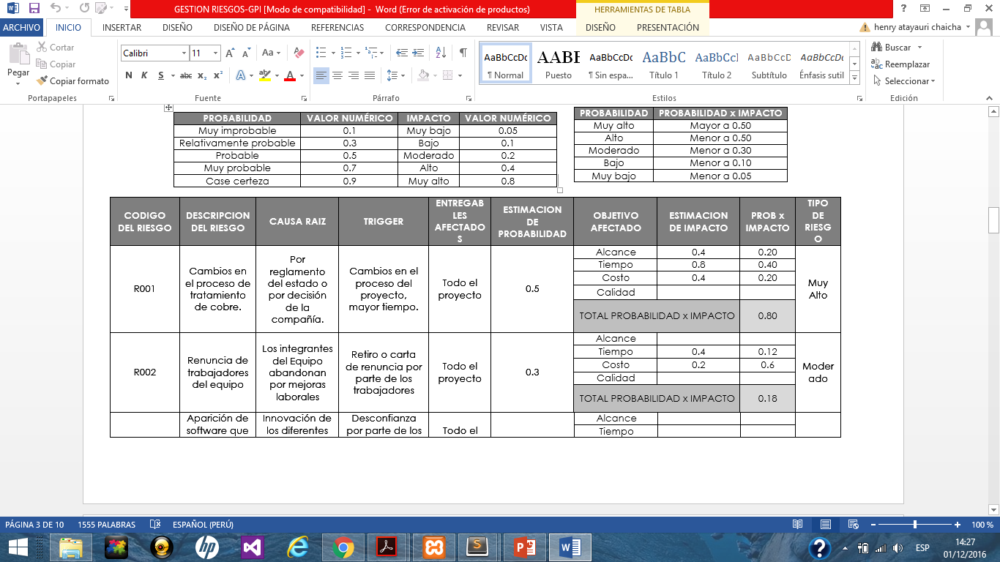 GESTION RIESGOS-GPI [Modo de compatibilidad] - Word (Error de activación de productos)
HERRAMIENTAS DE TABLA
ARCHIVO INICIO INSERTAR DISEÑO DISEÑO DE PÁGINA REFERENCIAS CORRESPONDENCIA REVISAR VISTA DISEÑO PRESENTACIÓN henry atayauri chaicha
Pegar
Cortar
Copiar
Copiar formato
Portapapeles
Calibri 11
N K S abc x₂ x²
Fuente
Párrafo
AaBbCcDc AABE AaBbCcDc AaBbC AaBbCcI AaBbCcD AaBbCcDc
¶ Normal Puesto ¶ Sin espa... Título 1 Título 2 Subtítulo Énfasis sutil
Estilos
Buscar
Reemplazar
Seleccionar
Edición
PROBABILIDAD VALOR NUMÉRICO IMPACTO VALOR NUMÉRICO
Muy improbable 0.1 Muy bajo 0.05
Relativamente probable 0.3 Bajo 0.1
Probable 0.5 Moderado 0.2
Muy probable 0.7 Alto 0.4
Case certeza 0.9 Muy alto 0.8
PROBABILIDAD PROBABILIDAD x IMPACTO
Muy alto Mayor a 0.50
Alto Menor a 0.50
Moderado Menor a 0.30
Bajo Menor a 0.10
Muy bajo Menor a 0.05
CODIGO
DEL RIESGO
DESCRIPCION
DEL RIESGO
CAUSA RAIZ
TRIGGER
ENTREGAB
LES
AFECTADO
S
ESTIMACION
DE
PROBABILIDAD
OBJETIVO
AFECTADO
ESTIMACION
DE IMPACTO
PROB x
IMPACTO
TIPO
DE
RIESG
O
R001
Cambios en
el proceso de
tratamiento
de cobre.
Por
reglamento
del estado o
por decisión
de la
compañía.
Cambios en el
proceso del
proyecto,
mayor tiempo.
Todo el
proyecto
0.5
Alcance 0.4 0.20
Tiempo 0.8 0.40
Costo 0.4 0.20
Calidad
TOTAL PROBABILIDAD x IMPACTO 0.80
Muy
Alto
R002
Renuncia de
trabajadores
del equipo
Los integrantes
del Equipo
abandonan
por mejoras
laborales
Retiro o carta
de renuncia por
parte de los
trabajadores
Todo el
proyecto
0.3
Alcance
Tiempo 0.4 0.12
Costo 0.2 0.6
Calidad
TOTAL PROBABILIDAD x IMPACTO 0.18
Moder
ado
Aparición de
software que
Innovación de
los diferentes
Desconfianza
por parte de los
Todo el
Alcance
Tiempo
PÁGINA 3 DE 10 1555 PALABRAS ESPAÑOL (PERÚ) 100 %
ESP
14:27
01/12/2016